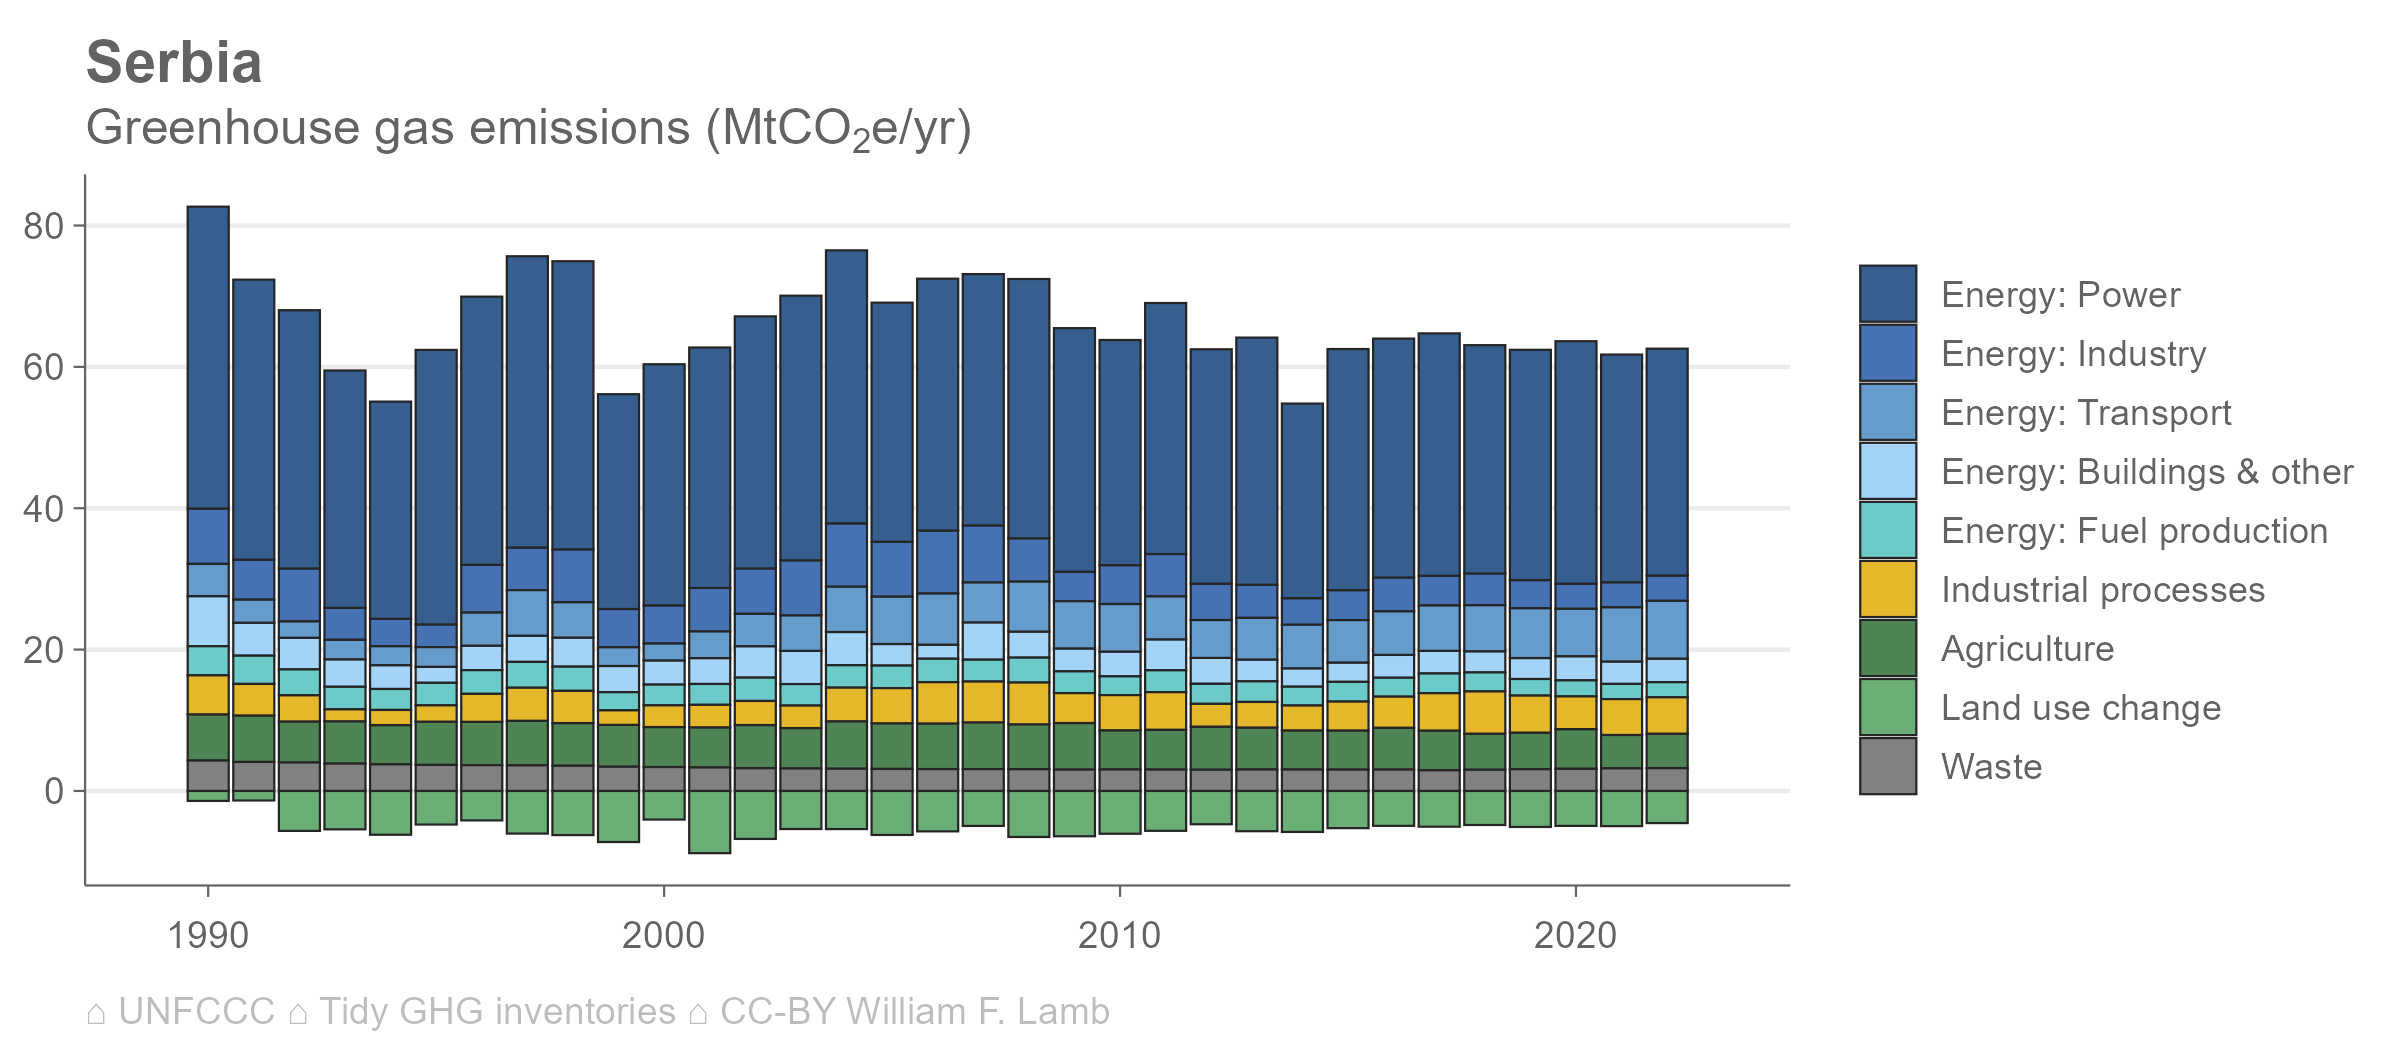 Serbia
Greenhouse gas emissions (MtCO₂e/yr)
80
60
40
20
0
1990 2000 2010 2020
Energy: Power
Energy: Industry
Energy: Transport
Energy: Buildings & other
Energy: Fuel production
Industrial processes
Agriculture
Land use change
Waste
⌂ UNFCCC ⌂ Tidy GHG inventories ⌂ CC-BY William F. Lamb